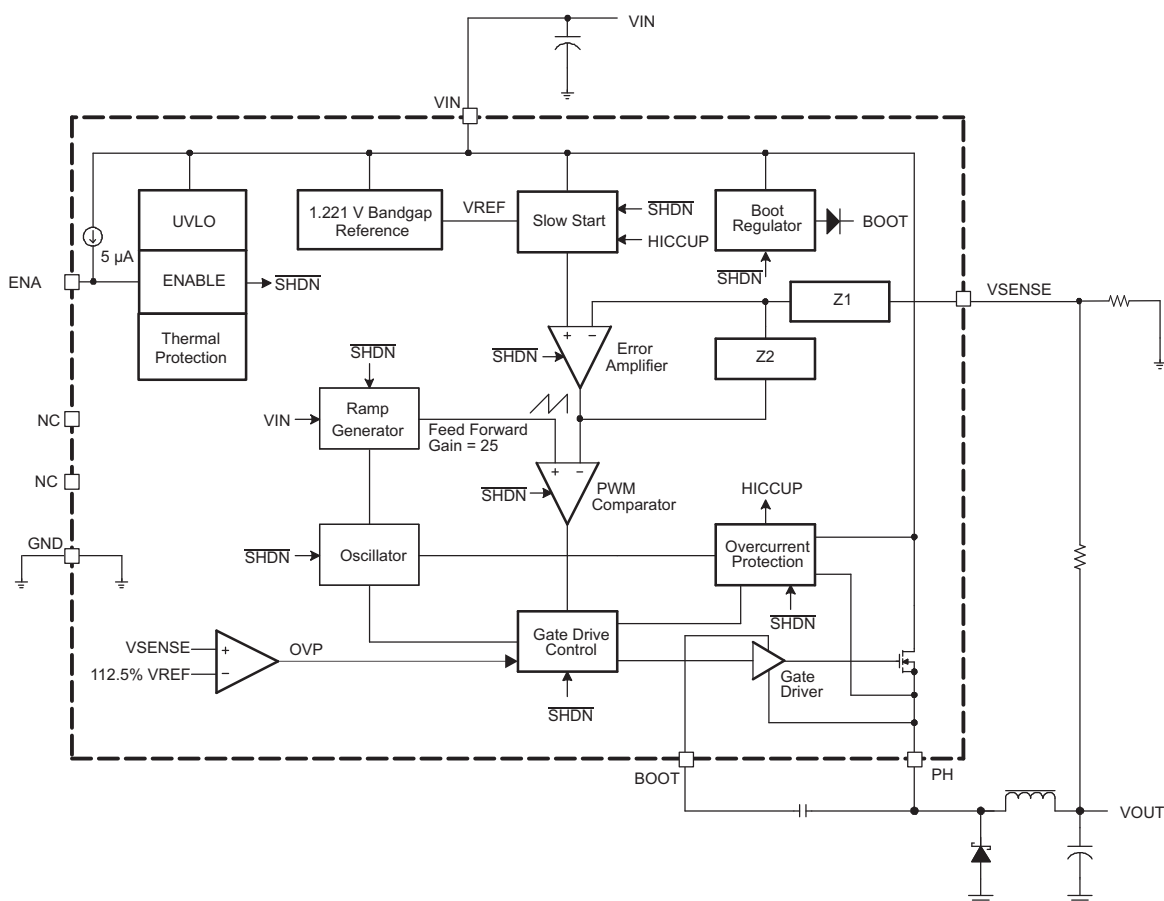 VIN
VIN
UVLO
1.221 V Bandgap
Reference
VREF
Slow Start
SHDN
HICCUP
Boot
Regulator
BOOT
SHDN
5 µA
ENA
ENABLE
SHDN
Thermal
Protection
Z1
VSENSE
Z2
+ −
SHDN
Error
Amplifier
SHDN
VIN
Ramp
Generator
Feed Forward
Gain = 25
NC
NC
+ −
SHDN
PWM
Comparator
HICCUP
GND
SHDN
Oscillator
Overcurrent
Protection
SHDN
VSENSE
+
112.5% VREF
−
OVP
Gate Drive
Control
SHDN
Gate
Driver
BOOT
PH
VOUT